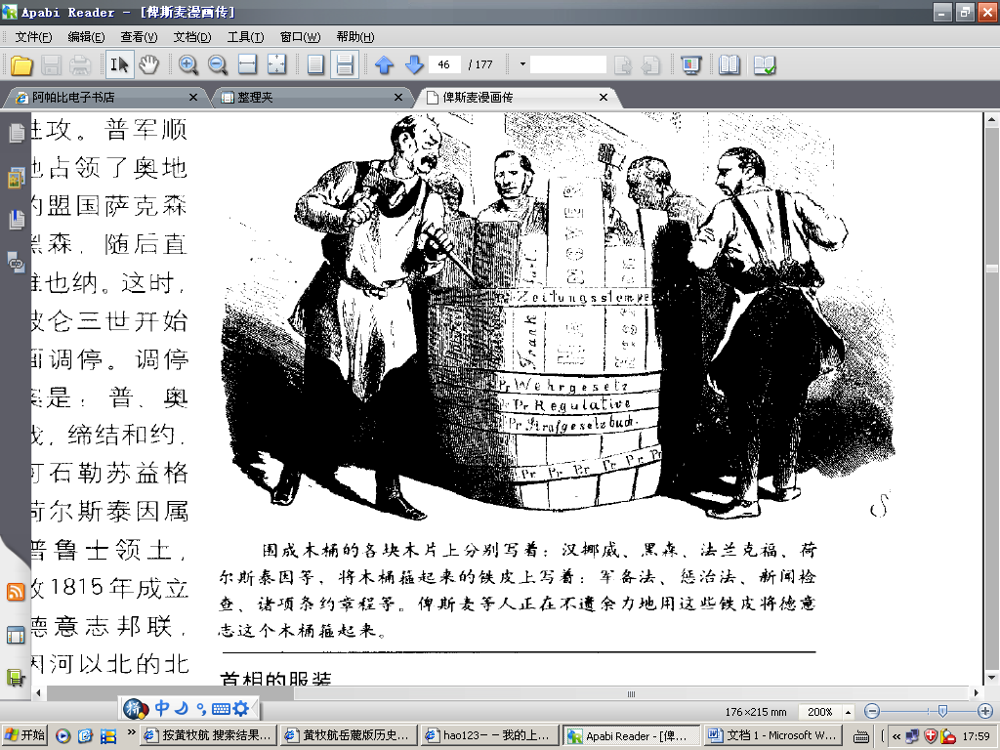 Apabi Reader - [俾斯麦漫画传]
文件(F) 编辑(E) 查看(V) 文档(D) 工具(T) 窗口(W) 帮助(H)
46 / 177
阿帕比电子书店 整理夹 俾斯麦漫画传
进攻。普军顺
地占领了奥地
的盟国萨克森
黑森，随后直
维也纳。这时，
破仑三世开始
面调停。调停
案是：普、奥
战，缔结和约，
石勒苏益格
荷尔斯泰因属
普鲁士领土，
1815年成立
德意志邦联，
因河以北的北
HANNOVER
Pr Zeitungsstempe
Frank
Pr Wehrgesetz
Pr Regulative
Pr Strafgesetzbuch.
Pr Pr Pr Pr Pr Pr
围成木桶的各块木片上分别写着：汉挪威、黑森、法兰克福、荷
尔斯泰因等，将木桶箍起来的铁皮上写着：军备法、惩治法、新闻检
查、诸项条约章程等。俾斯麦等人正在不遗余力地用这些铁皮将德意
志这个木桶箍起来。
首相的服装
中
176×215 mm 200%
开始 按黄牧航 搜索结果... 黄牧航岳麓版历史... hao123－－我的上... Apabi Reader - [俾... 文档 1 - Microsoft W... 17:59